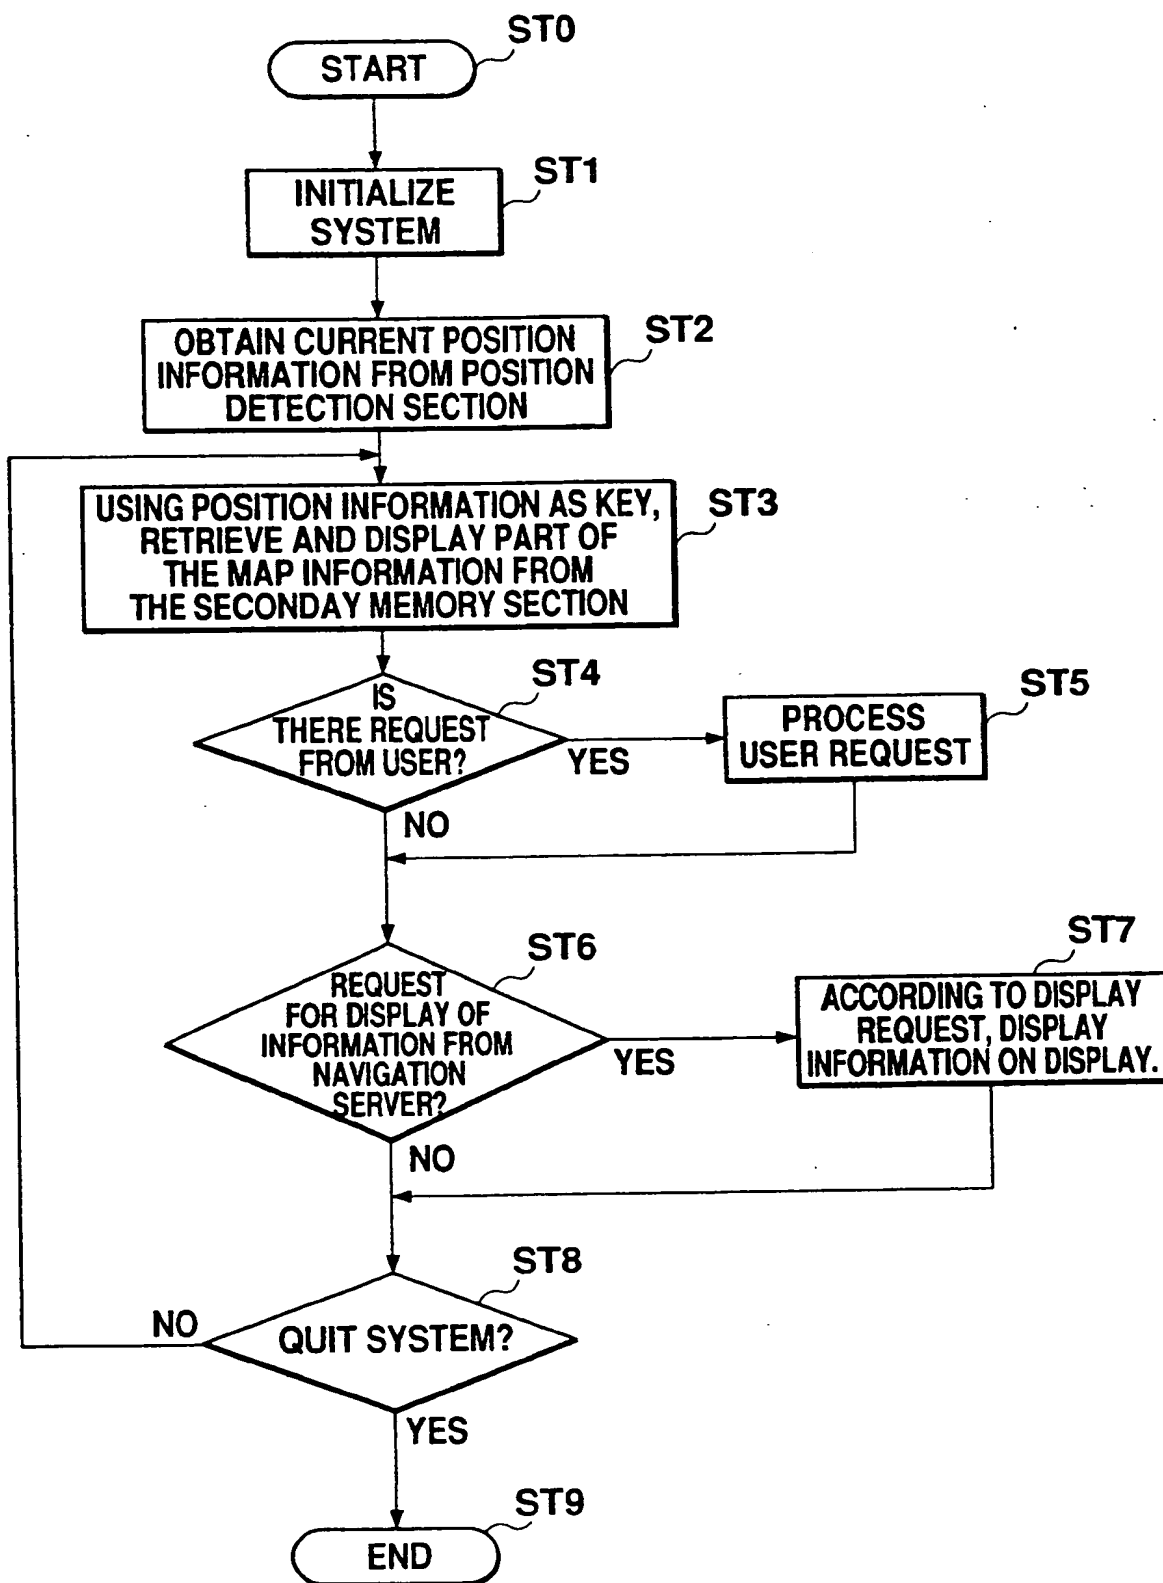 ST0
START
ST1
INITIALIZE
SYSTEM
ST2
OBTAIN CURRENT POSITION
INFORMATION FROM POSITION
DETECTION SECTION
ST3
USING POSITION INFORMATION AS KEY,
RETRIEVE AND DISPLAY PART OF
THE MAP INFORMATION FROM
THE SECONDAY MEMORY SECTION
ST4
IS
THERE REQUEST
FROM USER?
YES
NO
ST5
PROCESS
USER REQUEST
ST6
REQUEST
FOR DISPLAY OF
INFORMATION FROM
NAVIGATION
SERVER?
YES
NO
ST7
ACCORDING TO DISPLAY
REQUEST, DISPLAY
INFORMATION ON DISPLAY.
ST8
QUIT SYSTEM?
NO
YES
ST9
END